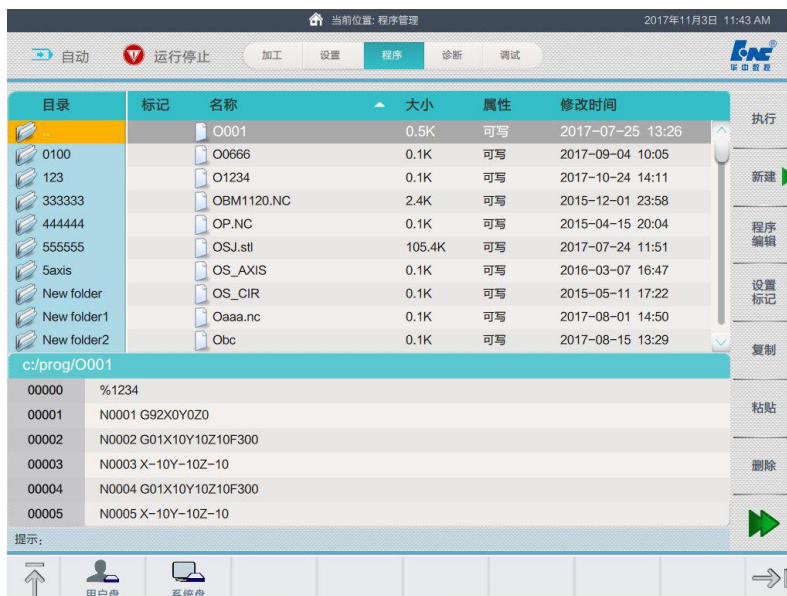 当前位置: 程序管理
2017年11月3日 11:43 AM
自动
运行停止
加工 设置 程序 诊断 调试
HNC
华中数控
目录 标记 名称 大小 属性 修改时间
.. O001 0.5K 可写 2017-07-25 13:26
0100 O0666 0.1K 可写 2017-09-04 10:05
123 O1234 0.1K 可写 2017-10-24 14:11
333333 OBM1120.NC 2.4K 可写 2015-12-01 23:58
444444 OP.NC 0.1K 可写 2015-04-15 20:04
555555 OSJ.stl 105.4K 可写 2017-07-24 11:51
5axis OS_AXIS 0.1K 可写 2016-03-07 16:47
New folder OS_CIR 0.1K 可写 2015-05-11 17:22
New folder1 Oaaa.nc 0.1K 可写 2017-08-01 14:50
New folder2 Obc 0.1K 可写 2017-08-15 13:29
c:/prog/O001
00000 %1234
00001 N0001 G92X0Y0Z0
00002 N0002 G01X10Y10Z10F300
00003 N0003 X-10Y-10Z-10
00004 N0004 G01X10Y10Z10F300
00005 N0005 X-10Y-10Z-10
提示:
执行
新建
程序
编辑
设置
标记
复制
粘贴
删除
用户盘
系统盘